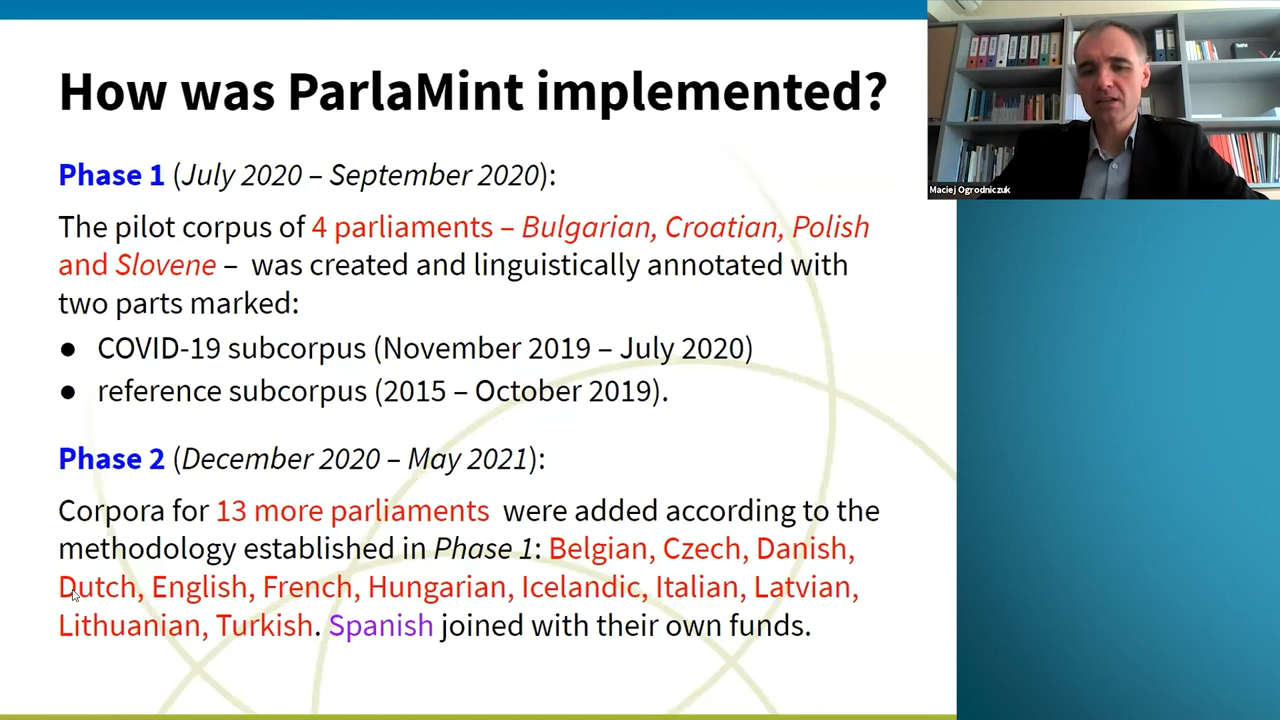 How was ParlaMint implemented?
Phase 1 (July 2020 – September 2020):
The pilot corpus of 4 parliaments – Bulgarian, Croatian, Polish
and Slovene – was created and linguistically annotated with
two parts marked:
● COVID-19 subcorpus (November 2019 – July 2020)
● reference subcorpus (2015 – October 2019).
Phase 2 (December 2020 – May 2021):
Corpora for 13 more parliaments were added according to the
methodology established in Phase 1: Belgian, Czech, Danish,
Dutch, English, French, Hungarian, Icelandic, Italian, Latvian,
Lithuanian, Turkish. Spanish joined with their own funds.
Maciej Ogrodniczuk